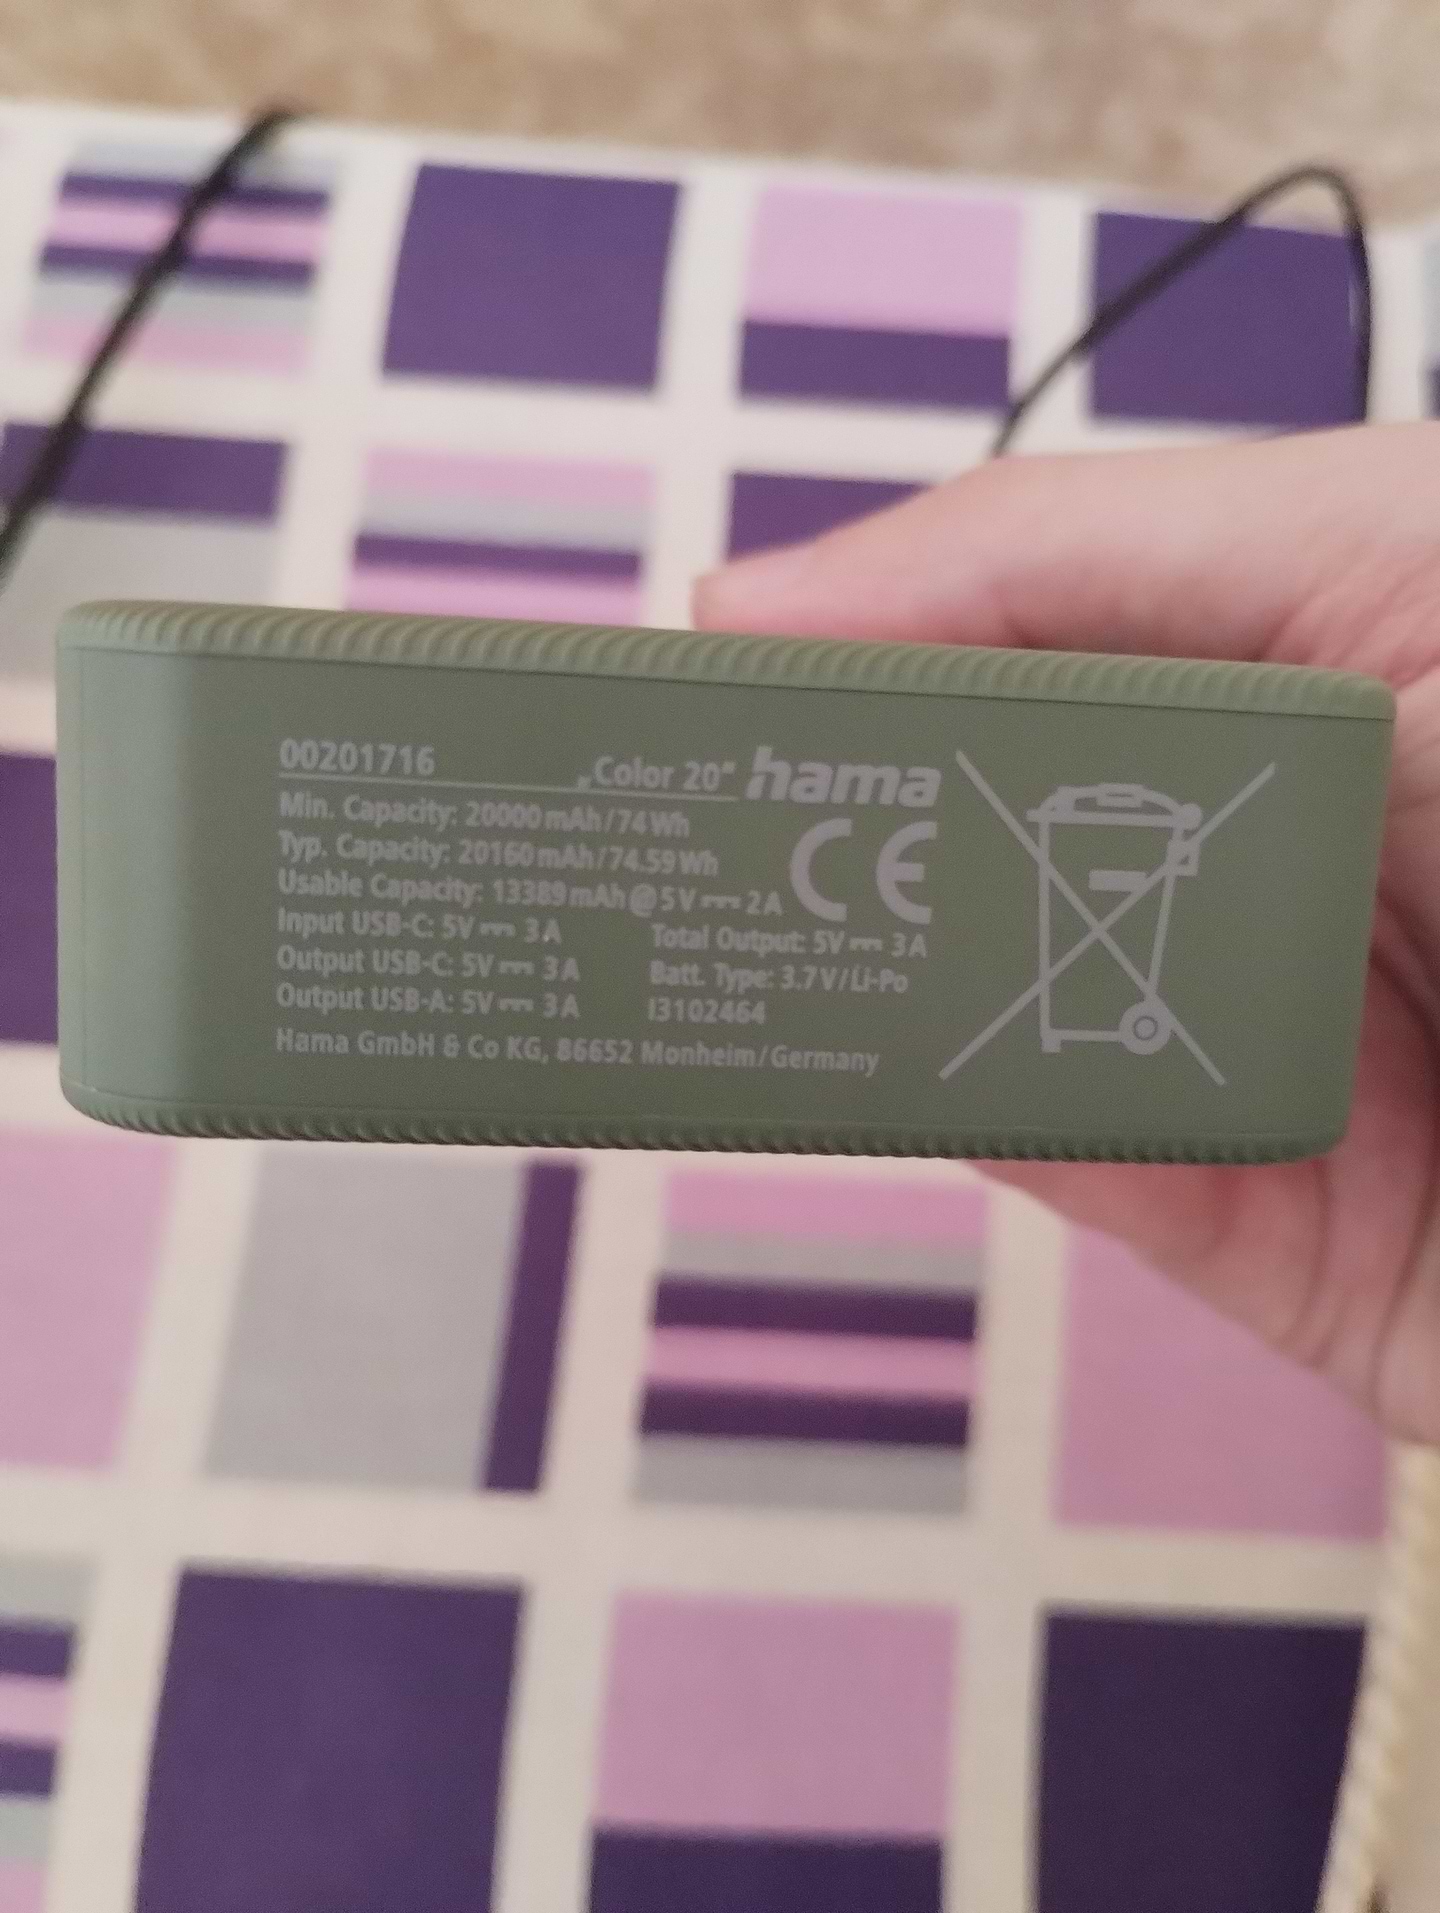 00201716 „Color 20“ hama
Min. Capacity: 20000 mAh/74 Wh
Typ. Capacity: 20160 mAh/74.59 Wh
Usable Capacity: 13389 mAh @ 5 V ⎓ 2 A
CE
Input USB-C: 5V ⎓ 3 A
Output USB-C: 5V ⎓ 3 A
Output USB-A: 5V ⎓ 3 A
Total Output: 5V ⎓ 3 A
Batt. Type: 3.7 V/Li-Po
I3102464
Hama GmbH & Co KG, 86652 Monheim/Germany